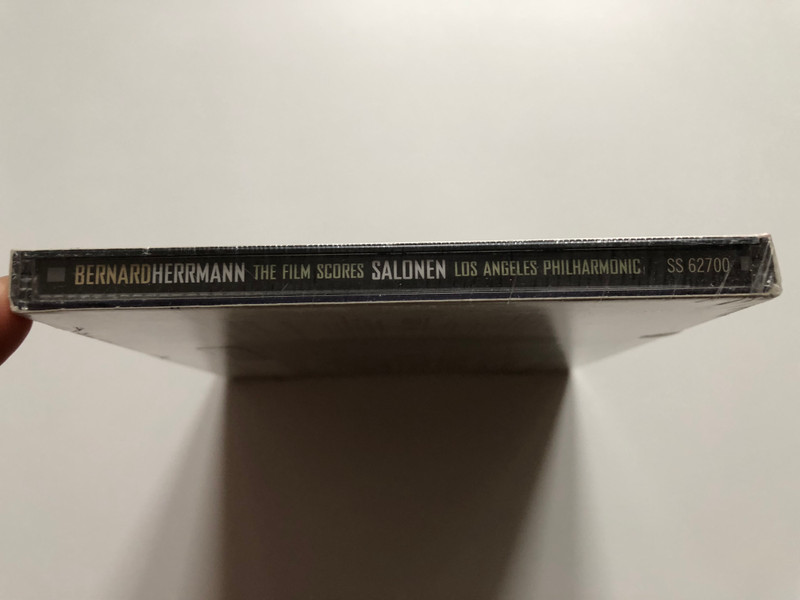 BERNARDHERRMANN THE FILM SCORES SALONEN LOS ANGELES PHILHARMONIC SS 62700